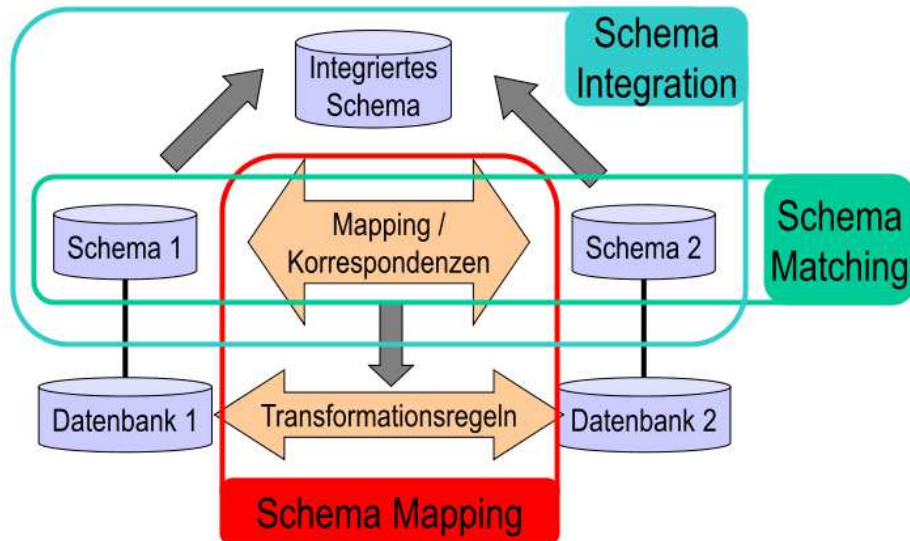 Schema
Integration
Integriertes
Schema
Schema 1
Mapping /
Korrespondenzen
Schema 2
Schema
Matching
Datenbank 1
Transformationsregeln
Datenbank 2
Schema Mapping